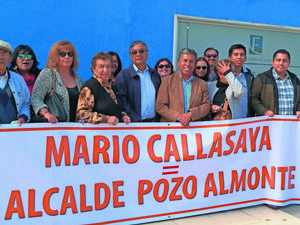 MARIO CALLASAYA
=
ALCALDE POZO ALMONTE